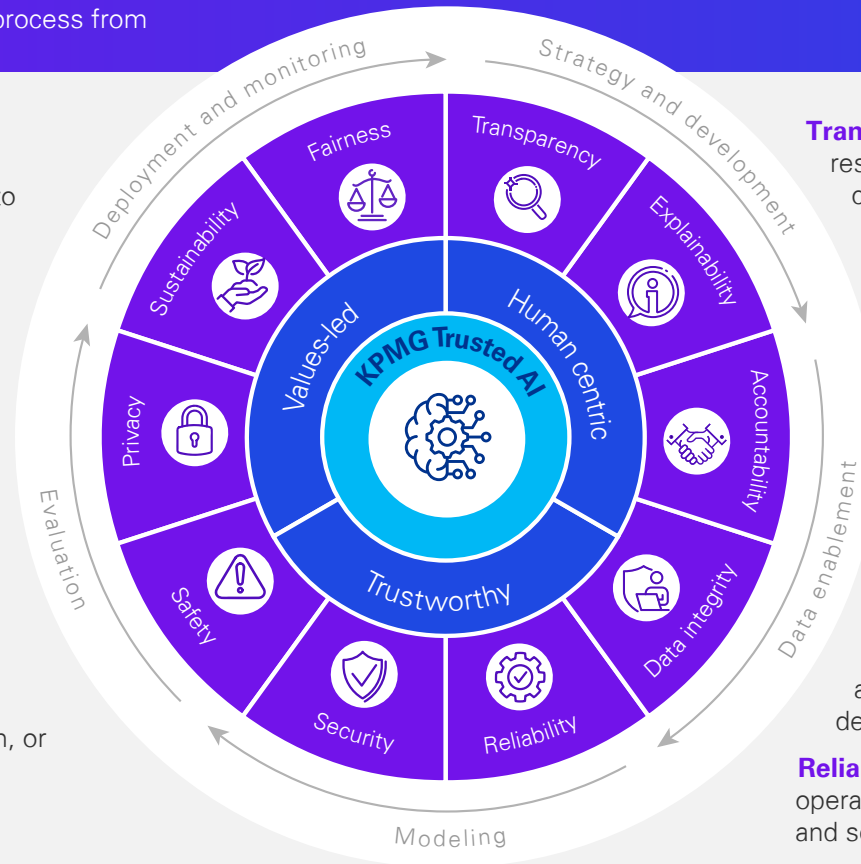 process from
Deployment and monitoring
Strategy and development
Data enablement
Modeling
Evaluation
Fairness
Transparency
Explainability
Accountability
Data integrity
Reliability
Security
Safety
Privacy
Sustainability
Values-led
Human centric
Trustworthy
KPMG Trusted AI
to
n, or
Tran
res
a
de
Relia
opera
and s